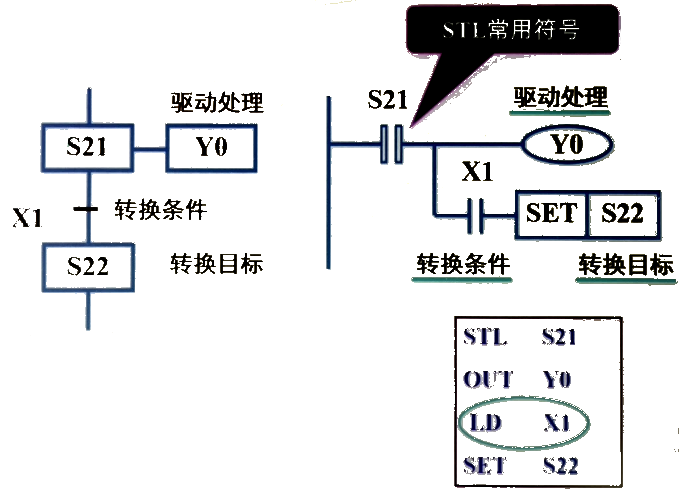 STL常用符号
驱动处理
S21
Y0
X1
转换条件
S22
转换目标
S21
驱动处理
Y0
X1
SET S22
转换条件
转换目标
STL S21
OUT Y0
LD X1
SET S22